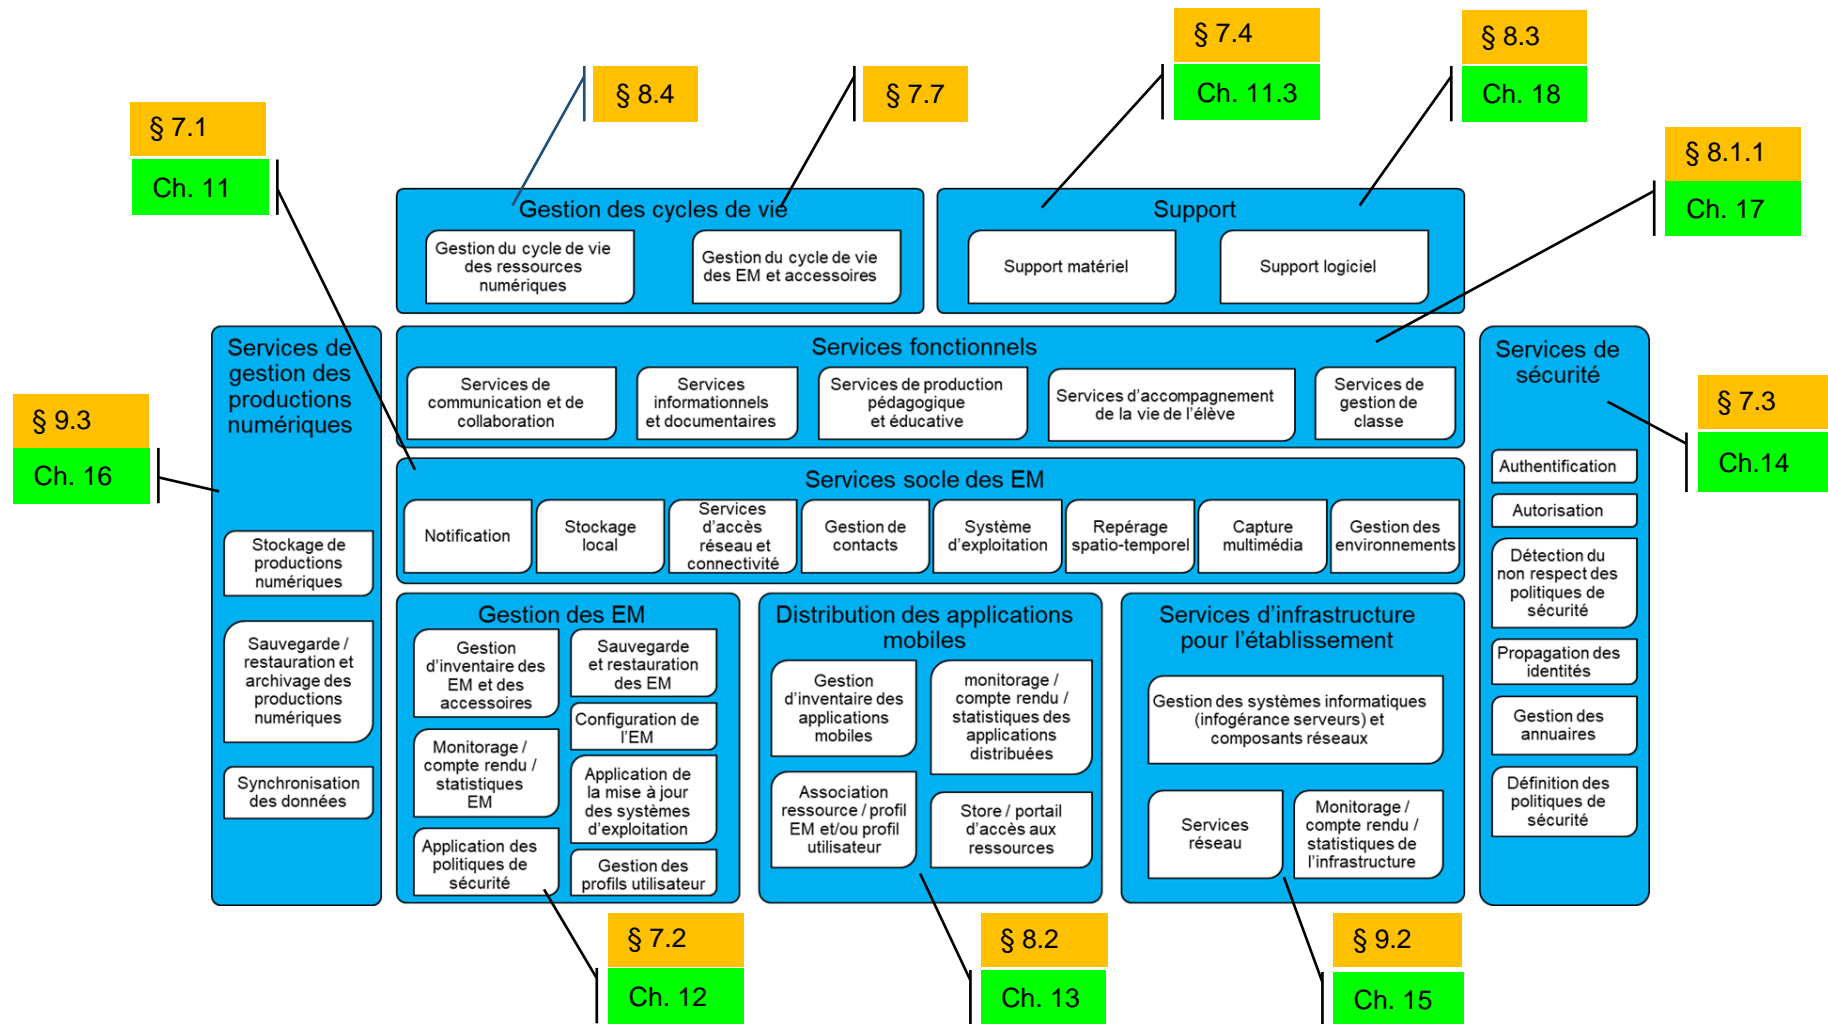 § 7.4
§ 8.3
§ 8.4
§ 7.7
Ch. 11.3
Ch. 18
§ 7.1
Ch. 11
§ 8.1.1
Ch. 17
Gestion des cycles de vie
Gestion du cycle de vie
des ressources
numériques
Gestion du cycle de vie
des EM et accessoires
Support
Support matériel
Support logiciel
Services de
gestion des
productions
numériques
Stockage de
productions
numériques
Sauvegarde /
restauration et
archivage des
productions
numériques
Synchronisation
des données
§ 9.3
Ch. 16
Services fonctionnels
Services de
communication et de
collaboration
Services
informationnels
et documentaires
Services de production
pédagogique
et éducative
Services d'accompagnement
de la vie de l'élève
Services de
gestion de
classe
Services socle des EM
Notification
Stockage
local
Services
d'accès
réseau et
connectivité
Gestion de
contacts
Système
d'exploitation
Repérage
spatio-temporel
Capture
multimédia
Gestion des
environnements
Gestion des EM
Gestion
d'inventaire des
EM et des
accessoires
Monitorage /
compte rendu /
statistiques
EM
Application des
politiques de
sécurité
Sauvegarde
et restauration
des EM
Configuration de
l'EM
Application de
la mise à jour
des systèmes
d'exploitation
Gestion des
profils utilisateur
Distribution des applications
mobiles
Gestion
d'inventaire des
applications
mobiles
monitorage /
compte rendu /
statistiques des
applications
distribuées
Association
ressource / profil
EM et/ou profil
utilisateur
Store / portail
d'accès aux
ressources
Services d'infrastructure
pour l'établissement
Gestion des systèmes informatiques
(infogérance serveurs) et
composants réseaux
Services
réseau
Monitorage /
compte rendu /
statistiques de
l'infrastructure
Services de
sécurité
Authentification
Autorisation
Détection du
non respect des
politiques de
sécurité
Propagation des
identités
Gestion des
annuaires
Définition des
politiques de
sécurité
§ 7.3
Ch.14
§ 7.2
Ch. 12
§ 8.2
Ch. 13
§ 9.2
Ch. 15